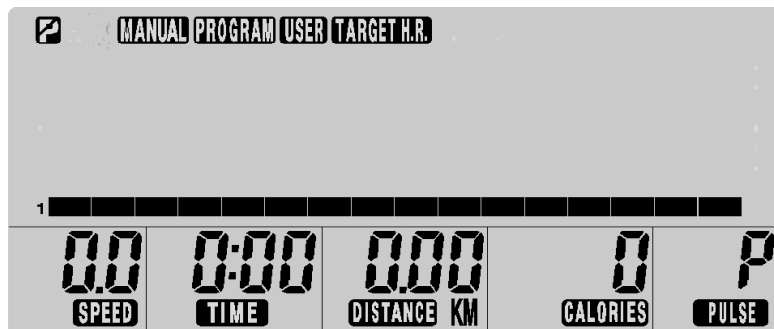 P MANUAL PROGRAM USER TARGET H.R.
1
0.0 0:00 0.00 0 P
SPEED TIME DISTANCE KM CALORIES PULSE